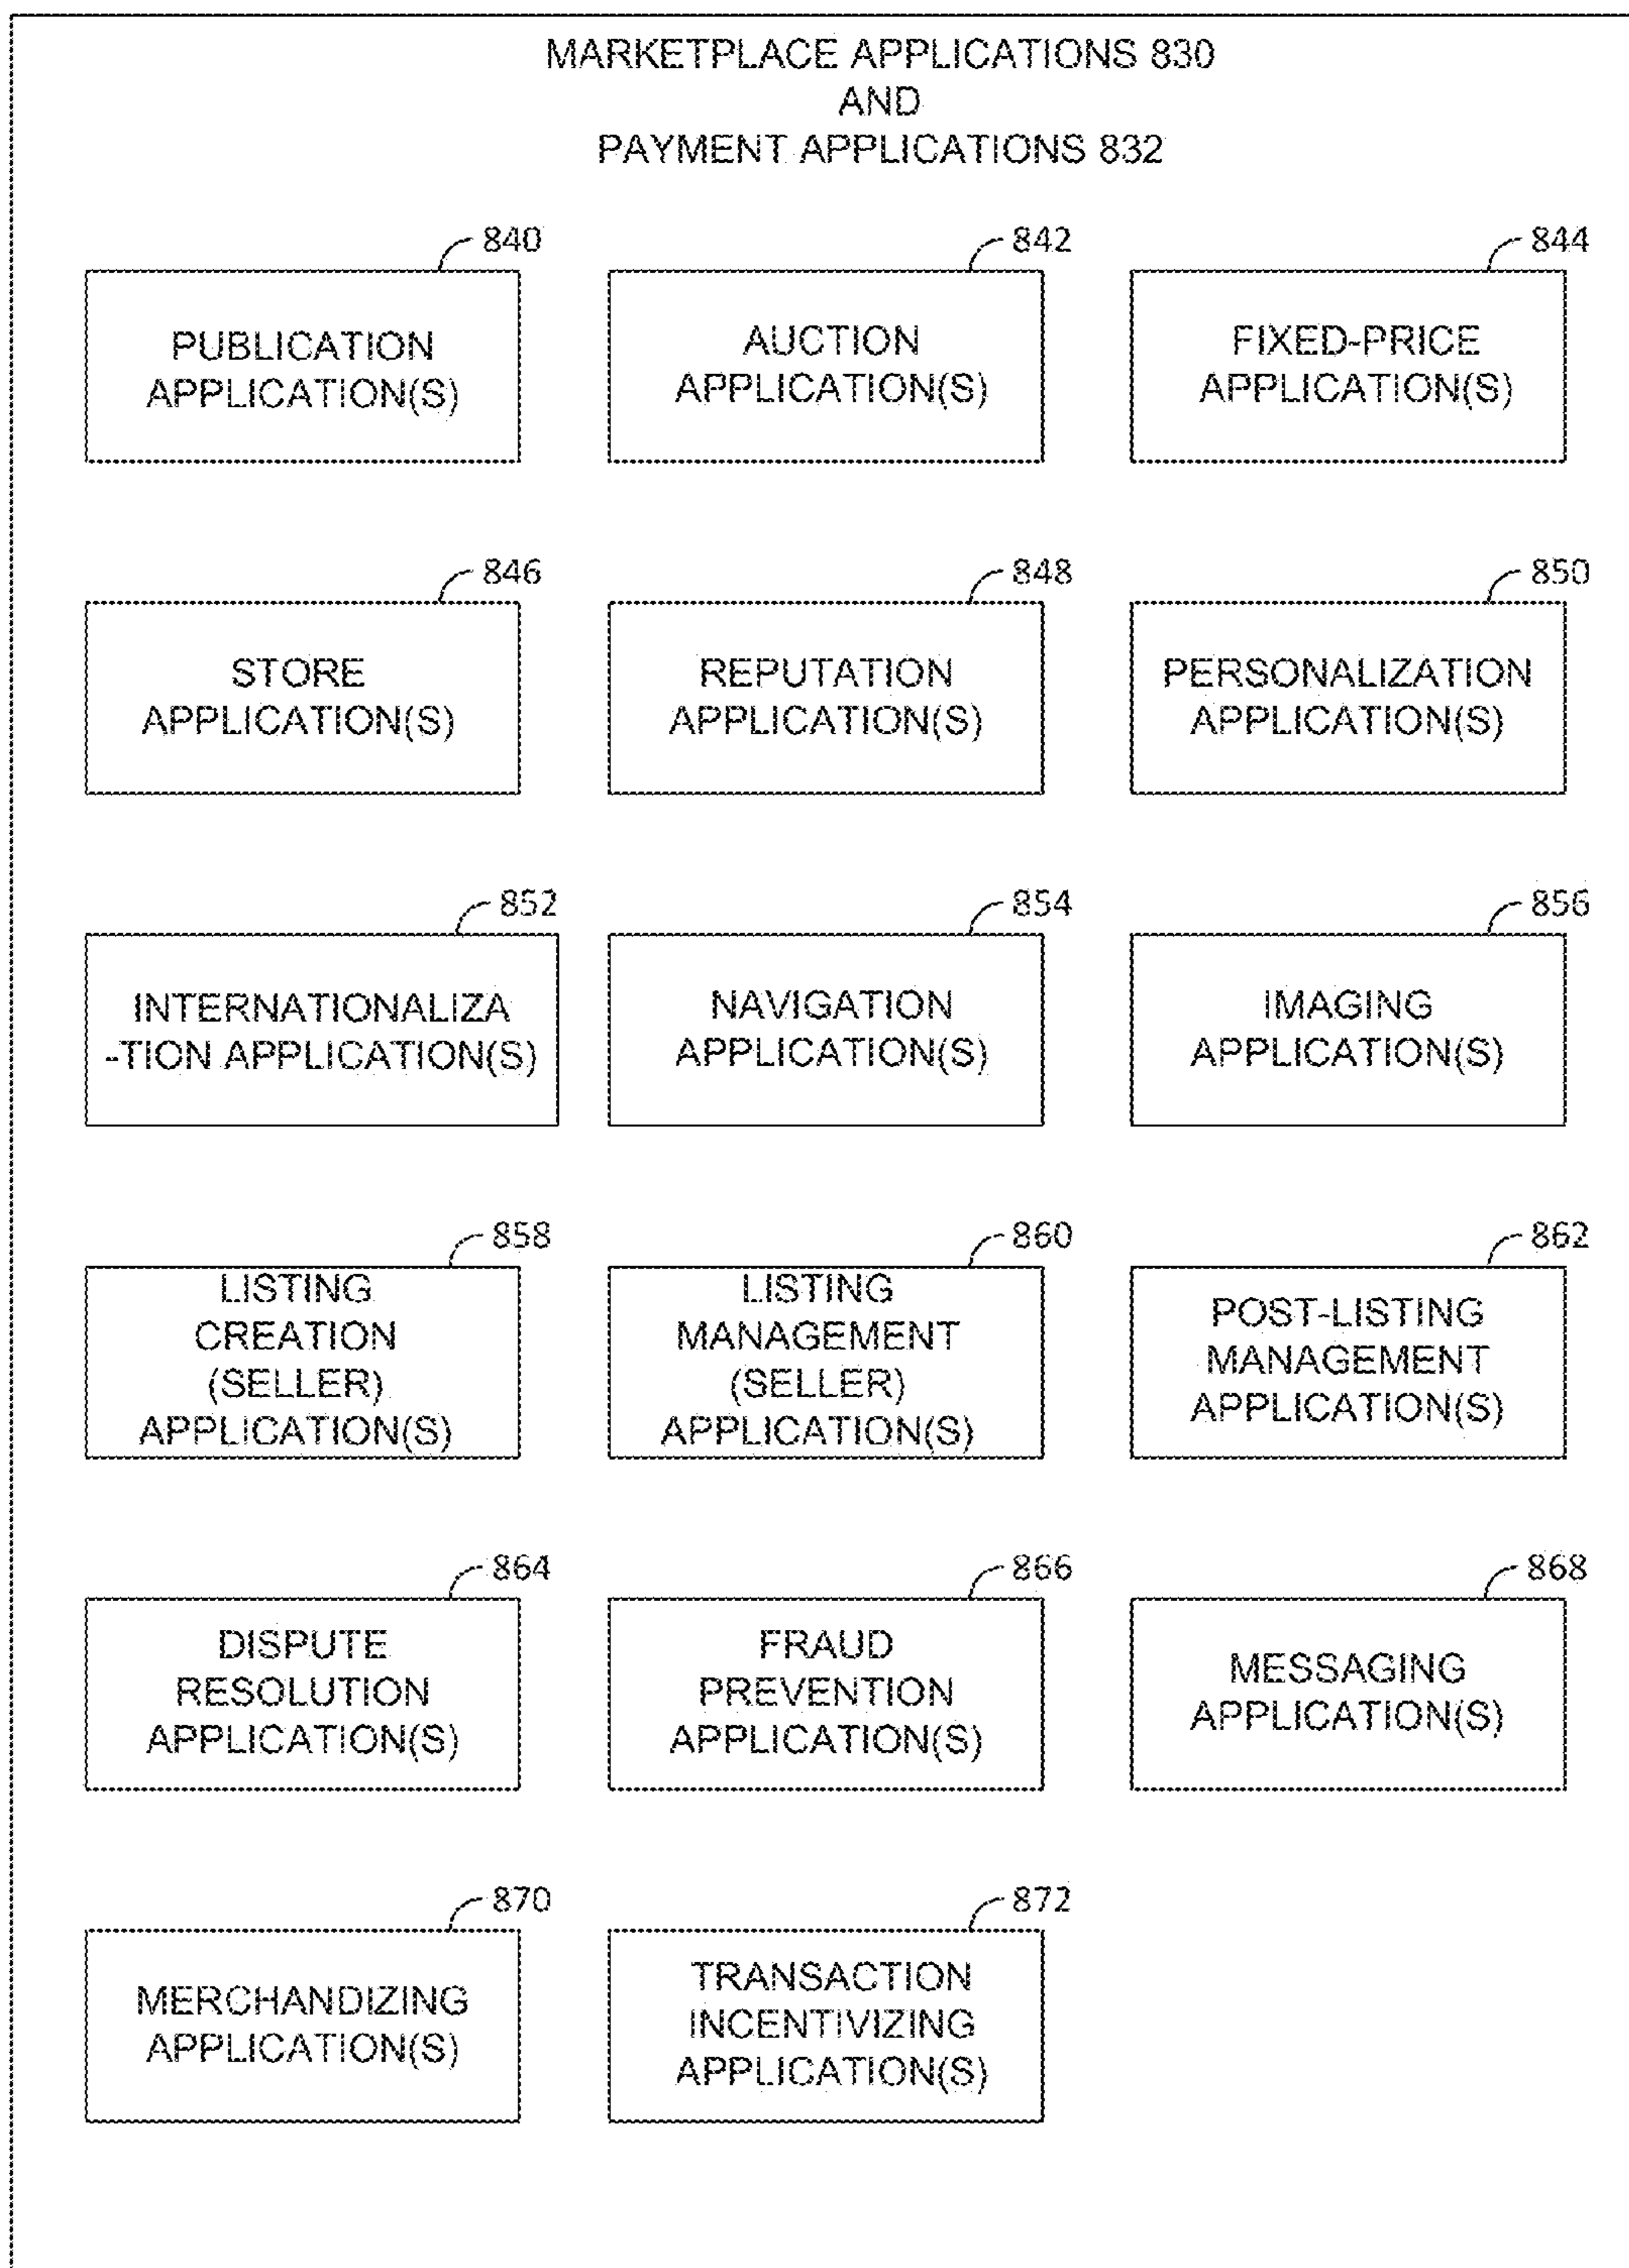 MARKETPLACE APPLICATIONS 830
AND
PAYMENT APPLICATIONS 832
840
PUBLICATION
APPLICATION(S)
842
AUCTION
APPLICATION(S)
844
FIXED-PRICE
APPLICATION(S)
846
STORE
APPLICATION(S)
848
REPUTATION
APPLICATION(S)
850
PERSONALIZATION
APPLICATION(S)
852
INTERNATIONALIZA
-TION APPLICATION(S)
854
NAVIGATION
APPLICATION(S)
856
IMAGING
APPLICATION(S)
858
LISTING
CREATION
(SELLER)
APPLICATION(S)
860
LISTING
MANAGEMENT
(SELLER)
APPLICATION(S)
862
POST-LISTING
MANAGEMENT
APPLICATION(S)
864
DISPUTE
RESOLUTION
APPLICATION(S)
866
FRAUD
PREVENTION
APPLICATION(S)
868
MESSAGING
APPLICATION(S)
870
MERCHANDIZING
APPLICATION(S)
872
TRANSACTION
INCENTIVIZING
APPLICATION(S)